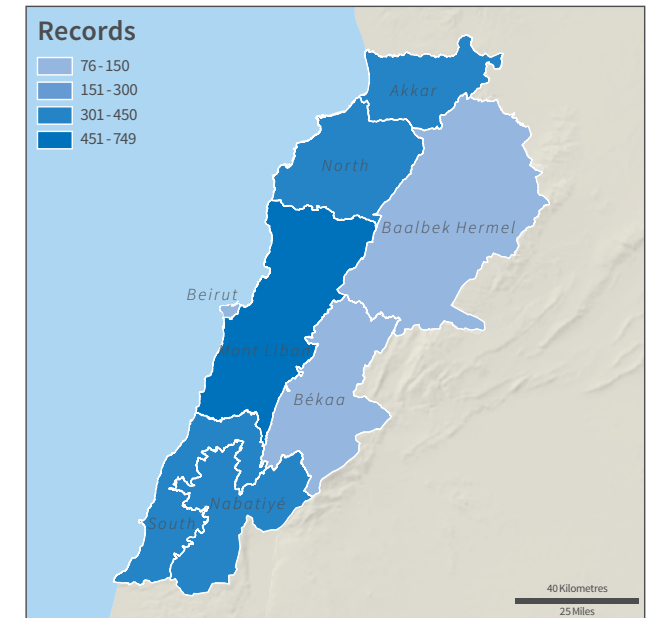 Records
76 - 150
151 - 300
301 - 450
451 - 749
Akkar
North
Baalbek Hermel
Beirut
Mont Liban
Békaa
Nabatiyé
South
40 Kilometres
25 Miles